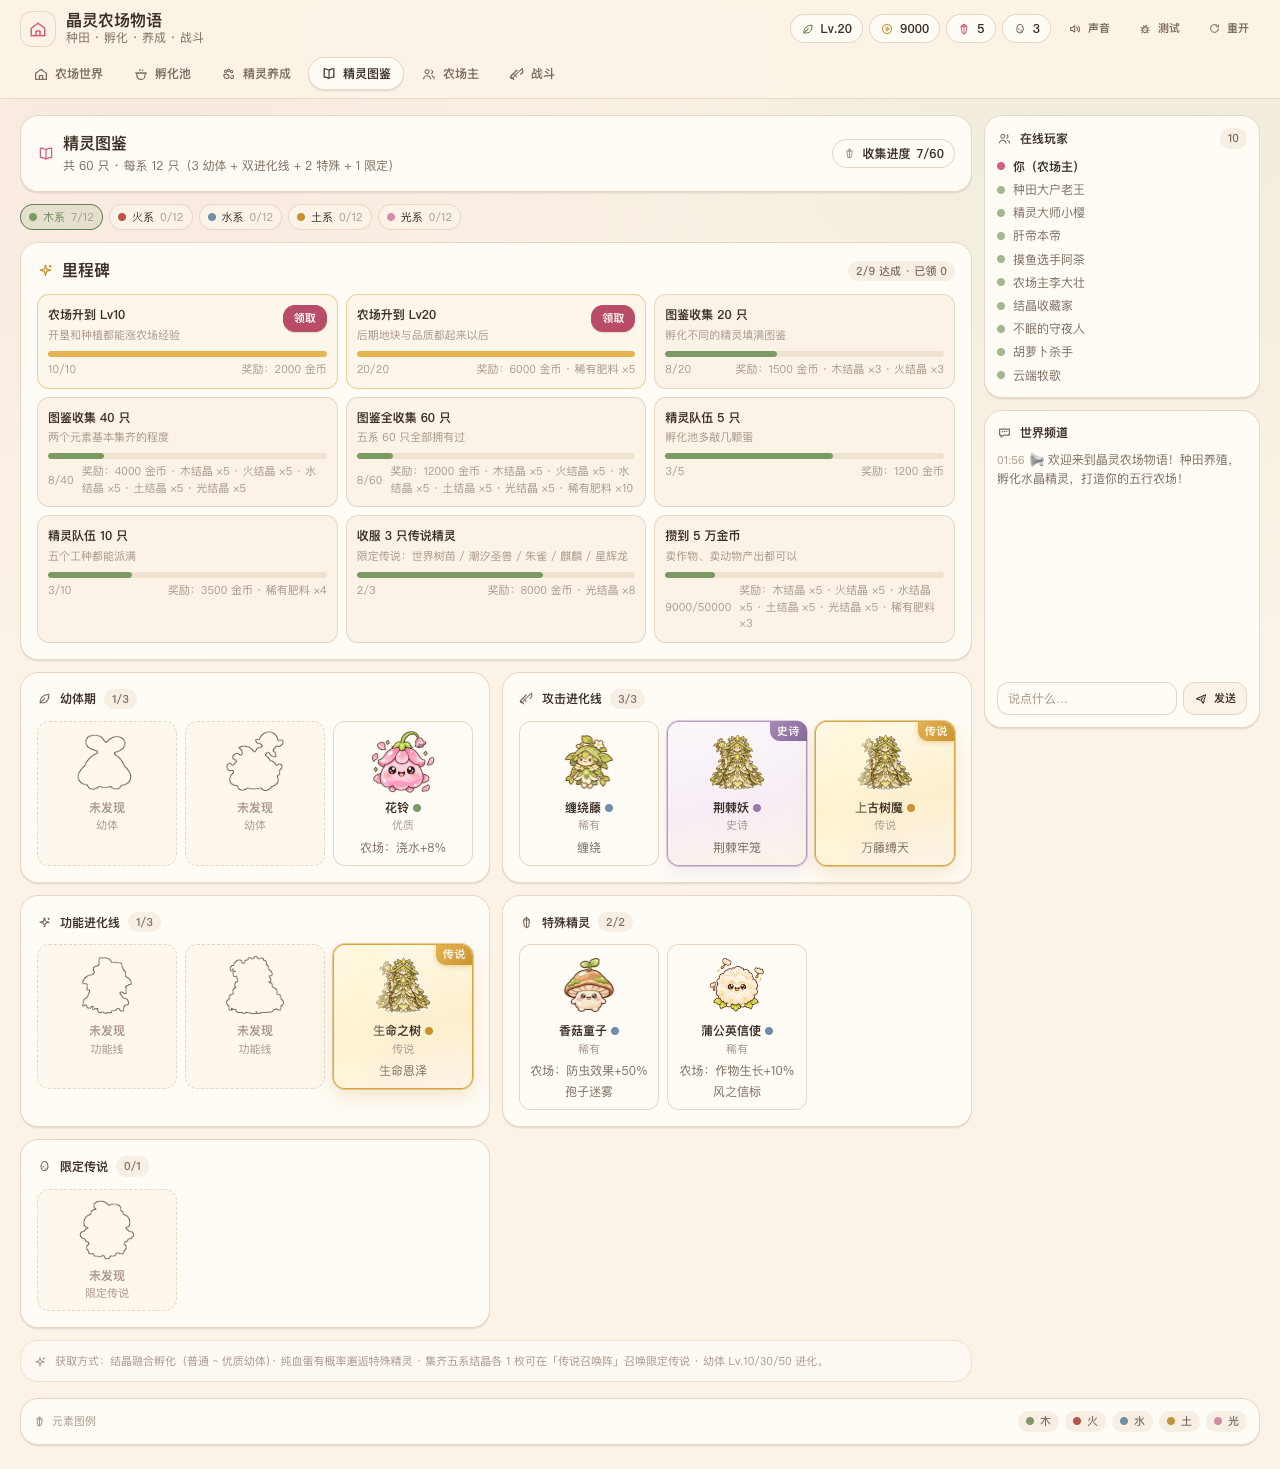 晶灵农场物语
种田 · 孵化 · 养成 · 战斗
Lv.20
9000
5
3
声音
测试
重开
农场世界
孵化池
精灵养成
精灵图鉴
农场主
战斗
精灵图鉴
共 60 只 · 每系 12 只（3 幼体 + 双进化线 + 2 特殊 + 1 限定）
收集进度 7/60
木系 7/12
火系 0/12
水系 0/12
土系 0/12
光系 0/12
里程碑
2/9 达成 · 已领 0
农场升到 Lv10
领取
开垦和种植都能涨农场经验
10/10
奖励：2000 金币
农场升到 Lv20
领取
后期地块与品质都起来以后
20/20
奖励：6000 金币 · 稀有肥料 ×5
图鉴收集 20 只
孵化不同的精灵填满图鉴
8/20
奖励：1500 金币 · 木结晶 ×3 · 火结晶 ×3
图鉴收集 40 只
两个元素基本集齐的程度
8/40
奖励：4000 金币 · 木结晶 ×5 · 火结晶 ×5 · 水
结晶 ×5 · 土结晶 ×5 · 光结晶 ×5
图鉴全收集 60 只
五系 60 只全部拥有过
8/60
奖励：12000 金币 · 木结晶 ×5 · 火结晶 ×5 · 水
结晶 ×5 · 土结晶 ×5 · 光结晶 ×5 · 稀有肥料 ×10
精灵队伍 5 只
孵化池多敲几颗蛋
3/5
奖励：1200 金币
精灵队伍 10 只
五个工种都能派满
3/10
奖励：3500 金币 · 稀有肥料 ×4
收服 3 只传说精灵
限定传说：世界树苗 / 潮汐圣兽 / 朱雀 / 麒麟 / 星辉龙
2/3
奖励：8000 金币 · 光结晶 ×8
攒到 5 万金币
卖作物、卖动物产出都可以
9000/50000
奖励：木结晶 ×5 · 火结晶 ×5 · 水结晶
×5 · 土结晶 ×5 · 光结晶 ×5 · 稀有肥料
×3
幼体期 1/3
未发现
幼体
未发现
幼体
花铃
优质
农场：浇水+8%
攻击进化线 3/3
缠绕藤
稀有
缠绕
史诗
荆棘妖
史诗
荆棘牢笼
传说
上古树魔
传说
万藤缚天
功能进化线 1/3
未发现
功能线
未发现
功能线
传说
生命之树
传说
生命恩泽
特殊精灵 2/2
香菇童子
稀有
农场：防虫效果+50%
孢子迷雾
蒲公英信使
稀有
农场：作物生长+10%
风之信标
限定传说 0/1
未发现
限定传说
获取方式：结晶融合孵化（普通 ~ 优质幼体）· 纯血蛋有概率邂逅特殊精灵 · 集齐五系结晶各 1 枚可在「传说召唤阵」召唤限定传说 · 幼体 Lv.10/30/50 进化。
元素图例
木
火
水
土
光
在线玩家
10
你（农场主）
种田大户老王
精灵大师小樱
肝帝本帝
摸鱼选手阿茶
农场主李大壮
结晶收藏家
不眠的守夜人
胡萝卜杀手
云端牧歌
世界频道
01:56 欢迎来到晶灵农场物语！种田养殖，
孵化水晶精灵，打造你的五行农场！
说点什么…
发送